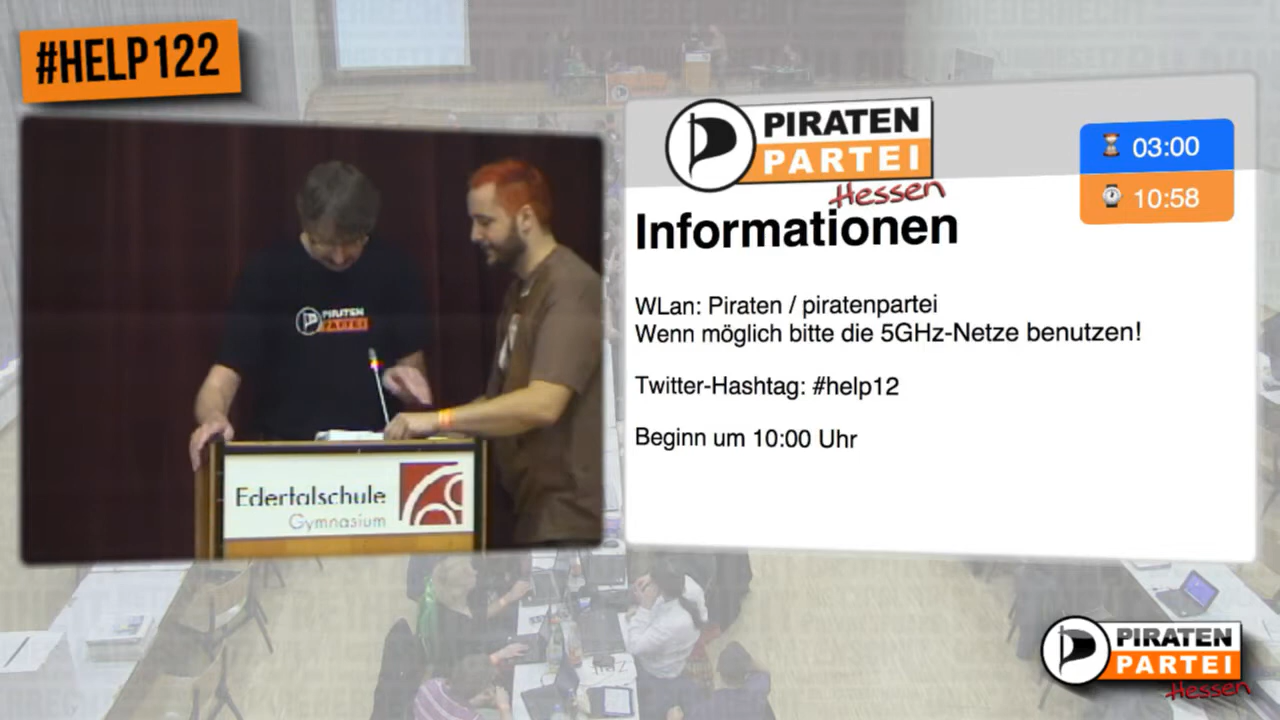 #HELP122
PIRATEN
PARTEI
Hessen
03:00
10:58
Informationen
WLan: Piraten / piratenpartei
Wenn möglich bitte die 5GHz-Netze benutzen!
Twitter-Hashtag: #help12
Beginn um 10:00 Uhr
PIRATEN
PARTEI
Edertalschule
Gymnasium
PIRATEN
PARTEI
Hessen